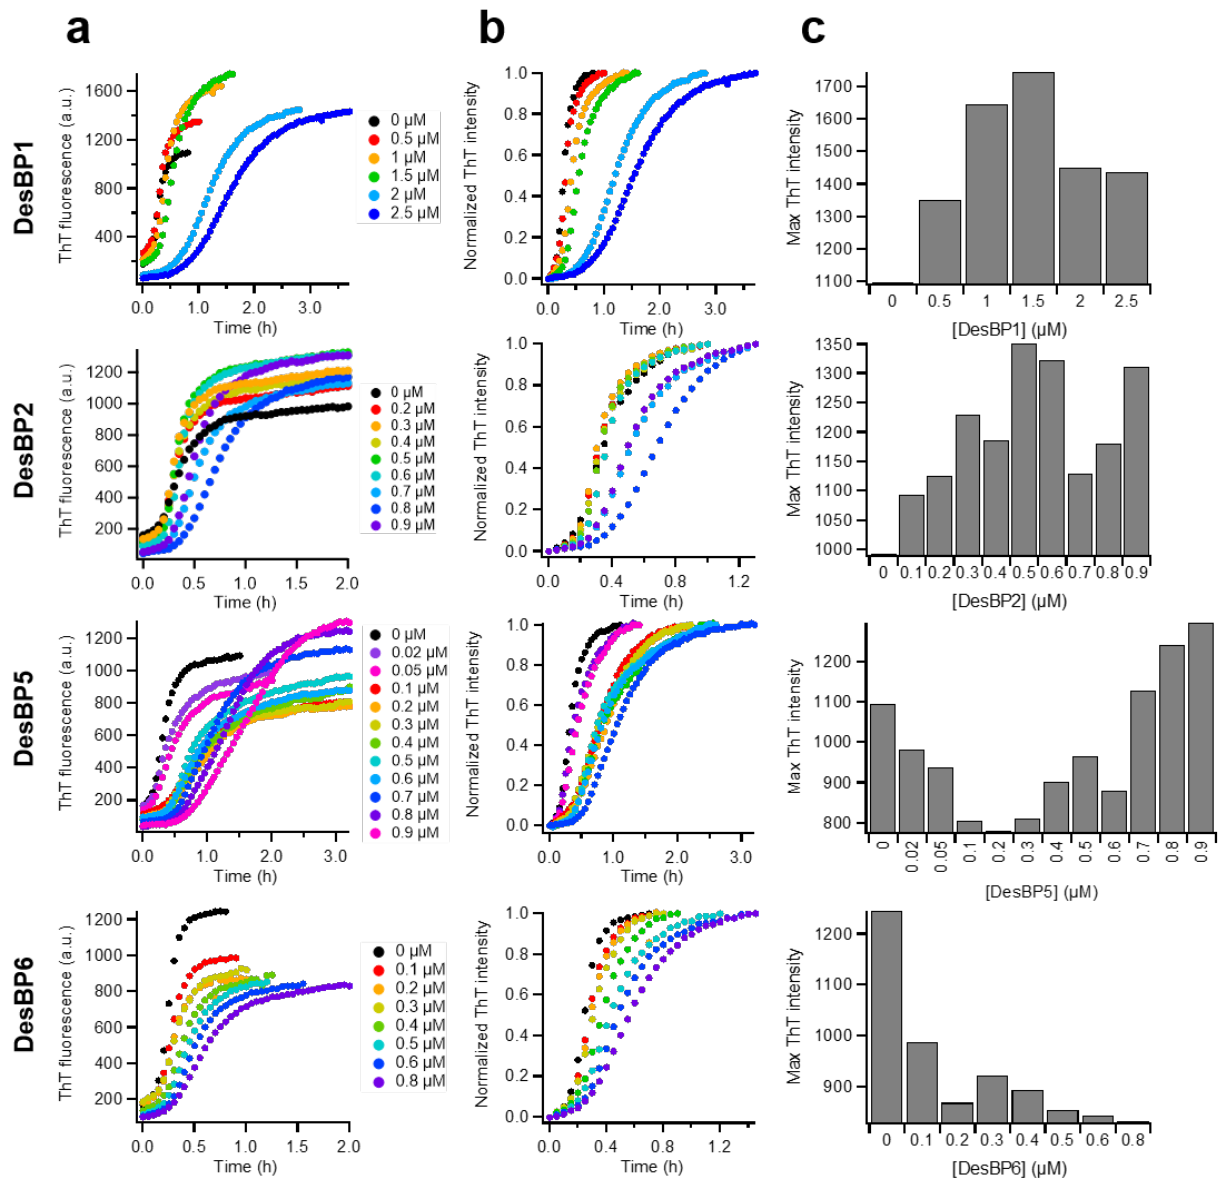 a b c
DesBP1
ThT fluorescence (a.u.)
1600
1200
800
400
0.0 1.0 2.0 3.0
Time (h)
0 µM
0.5 µM
1 µM
1.5 µM
2 µM
2.5 µM
Normalized ThT intensity
1.0
0.8
0.6
0.4
0.2
0.0
0.0 1.0 2.0 3.0
Time (h)
Max ThT intensity
1700
1600
1500
1400
1300
1200
1100
0 0.5 1 1.5 2 2.5
[DesBP1] (µM)
DesBP2
ThT fluorescence (a.u.)
1200
1000
800
600
400
200
0.0 0.5 1.0 1.5 2.0
Time (h)
0 µM
0.2 µM
0.3 µM
0.4 µM
0.5 µM
0.6 µM
0.7 µM
0.8 µM
0.9 µM
Normalized ThT intensity
1.0
0.8
0.6
0.4
0.2
0.0
0.0 0.4 0.8 1.2
Time (h)
Max ThT intensity
1350
1300
1250
1200
1150
1100
1050
1000
0 0.1 0.2 0.3 0.4 0.5 0.6 0.7 0.8 0.9
[DesBP2] (µM)
DesBP5
ThT fluorescence (a.u.)
1200
1000
800
600
400
200
0.0 1.0 2.0 3.0
Time (h)
0 µM
0.02 µM
0.05 µM
0.1 µM
0.2 µM
0.3 µM
0.4 µM
0.5 µM
0.6 µM
0.7 µM
0.8 µM
0.9 µM
Normalized ThT intensity
1.0
0.8
0.6
0.4
0.2
0.0
0.0 1.0 2.0 3.0
Time (h)
Max ThT intensity
1200
1100
1000
900
800
0 0.02 0.05 0.1 0.2 0.3 0.4 0.5 0.6 0.7 0.8 0.9
[DesBP5] (µM)
DesBP6
ThT fluorescence (a.u.)
1200
1000
800
600
400
200
0.0 0.5 1.0 1.5 2.0
Time (h)
0 µM
0.1 µM
0.2 µM
0.3 µM
0.4 µM
0.5 µM
0.6 µM
0.8 µM
Normalized ThT intensity
1.0
0.8
0.6
0.4
0.2
0.0
0.0 0.4 0.8 1.2
Time (h)
Max ThT intensity
1200
1100
1000
900
0 0.1 0.2 0.3 0.4 0.5 0.6 0.8
[DesBP6] (µM)